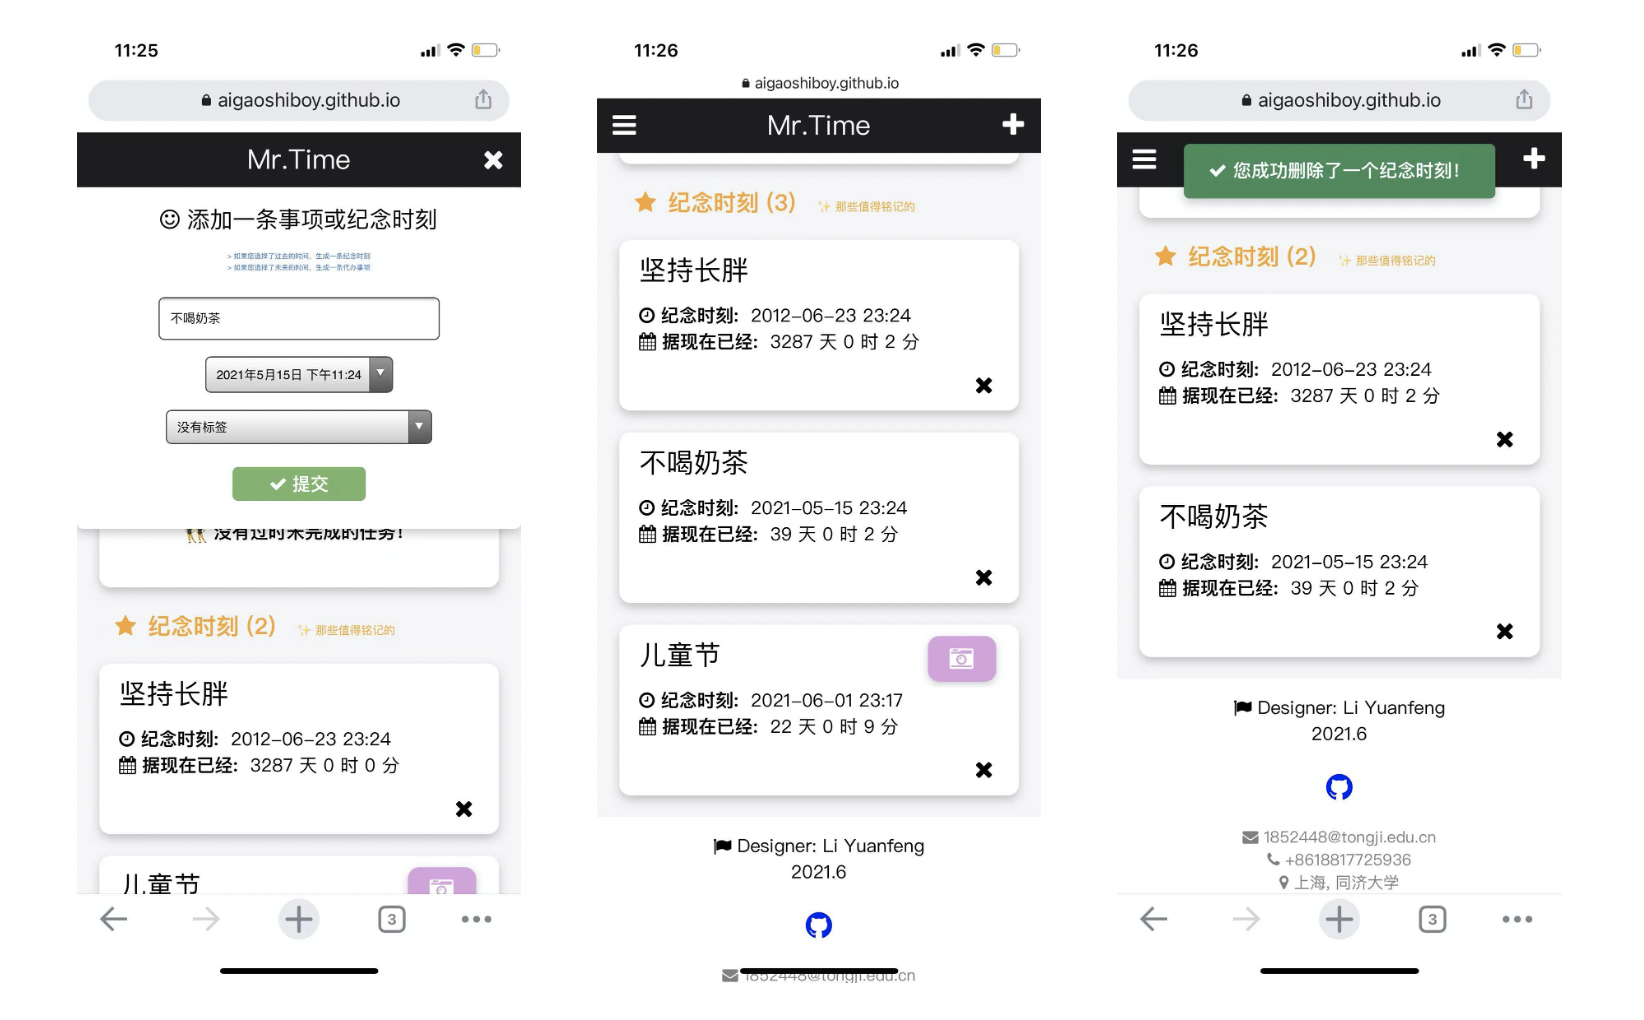 11:25
aigaoshiboy.github.io
Mr.Time
添加一条事项或纪念时刻
> 如果您选择了过去的时间，生成一条纪念时刻
> 如果您选择了未来的时间，生成一条代办事项
不喝奶茶
2021年5月15日 下午11:24
没有标签
提交
没有过时未完成的任务！
纪念时刻 (2) 那些值得铭记的
坚持长胖
纪念时刻: 2012-06-23 23:24
据现在已经: 3287 天 0 时 0 分
儿童节
3
11:26
aigaoshiboy.github.io
Mr.Time
纪念时刻 (3) 那些值得铭记的
坚持长胖
纪念时刻: 2012-06-23 23:24
据现在已经: 3287 天 0 时 2 分
不喝奶茶
纪念时刻: 2021-05-15 23:24
据现在已经: 39 天 0 时 2 分
儿童节
纪念时刻: 2021-06-01 23:17
据现在已经: 22 天 0 时 9 分
Designer: Li Yuanfeng
2021.6
1852448@tongji.edu.cn
11:26
aigaoshiboy.github.io
您成功删除了一个纪念时刻！
纪念时刻 (2) 那些值得铭记的
坚持长胖
纪念时刻: 2012-06-23 23:24
据现在已经: 3287 天 0 时 2 分
不喝奶茶
纪念时刻: 2021-05-15 23:24
据现在已经: 39 天 0 时 2 分
Designer: Li Yuanfeng
2021.6
1852448@tongji.edu.cn
+8618817725936
上海, 同济大学
3